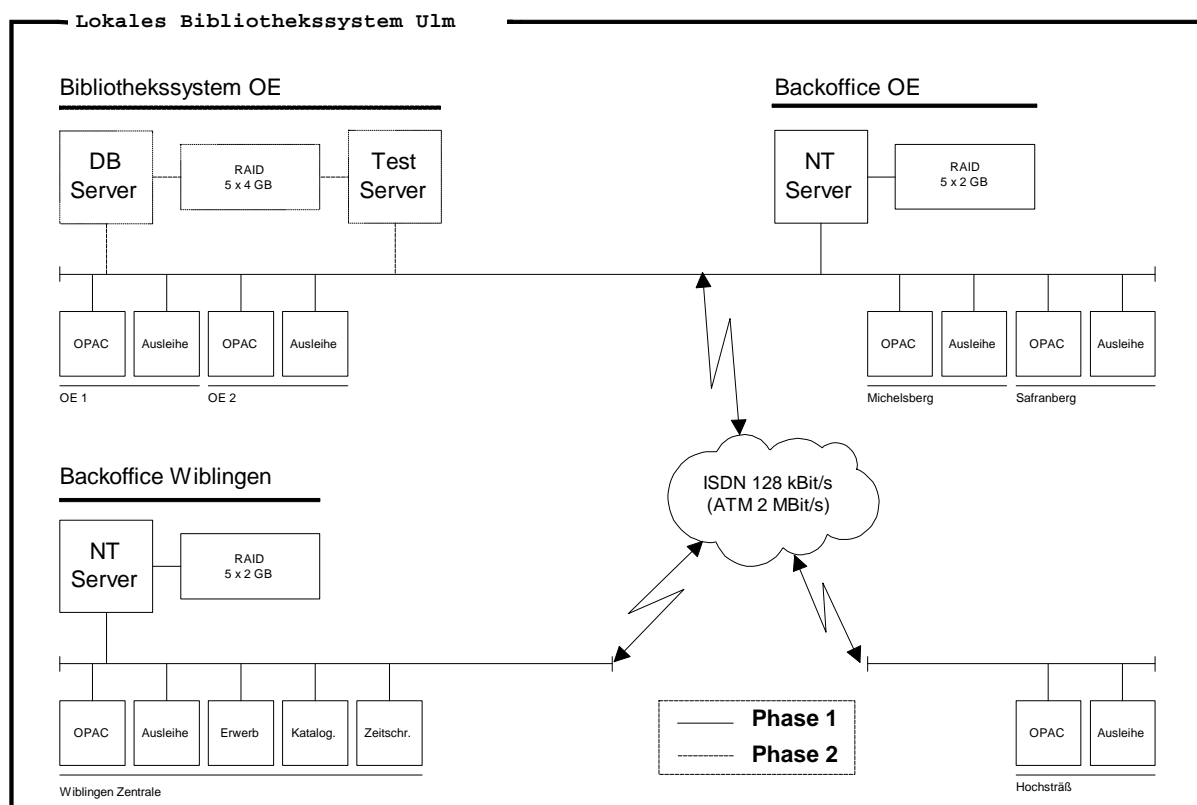 Lokales Bibliothekssystem Ulm
Bibliothekssystem OE
DB
Server
RAID
5 x 4 GB
Test
Server
OPAC
Ausleihe
OPAC
Ausleihe
OE 1
OE 2
Backoffice OE
NT
Server
RAID
5 x 2 GB
OPAC
Ausleihe
OPAC
Ausleihe
Michelsberg
Safranberg
ISDN 128 kBit/s
(ATM 2 MBit/s)
Backoffice Wiblingen
NT
Server
RAID
5 x 2 GB
OPAC
Ausleihe
Erwerb
Katalog.
Zeitschr.
Wiblingen Zentrale
Phase 1
Phase 2
OPAC
Ausleihe
Hochsträß